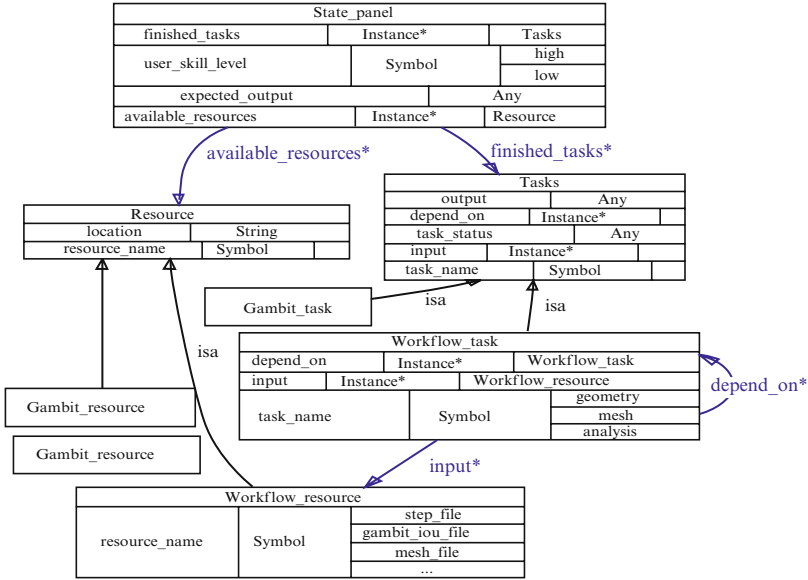 State_panel
finished_tasks Instance* Tasks
user_skill_level Symbol high
low
expected_output Any
available_resources Instance* Resource
available_resources*
finished_tasks*
Tasks
output Any
depend_on Instance*
task_status Any
input Instance*
task_name Symbol
Resource
location String
resource_name Symbol
Gambit_task
isa
isa
isa
Workflow_task
depend_on Instance* Workflow_task
input Instance* Workflow_resource
task_name Symbol geometry
mesh
analysis
depend_on*
Gambit_resource
Gambit_resource
input*
Workflow_resource
resource_name Symbol step_file
gambit_iou_file
mesh_file
...